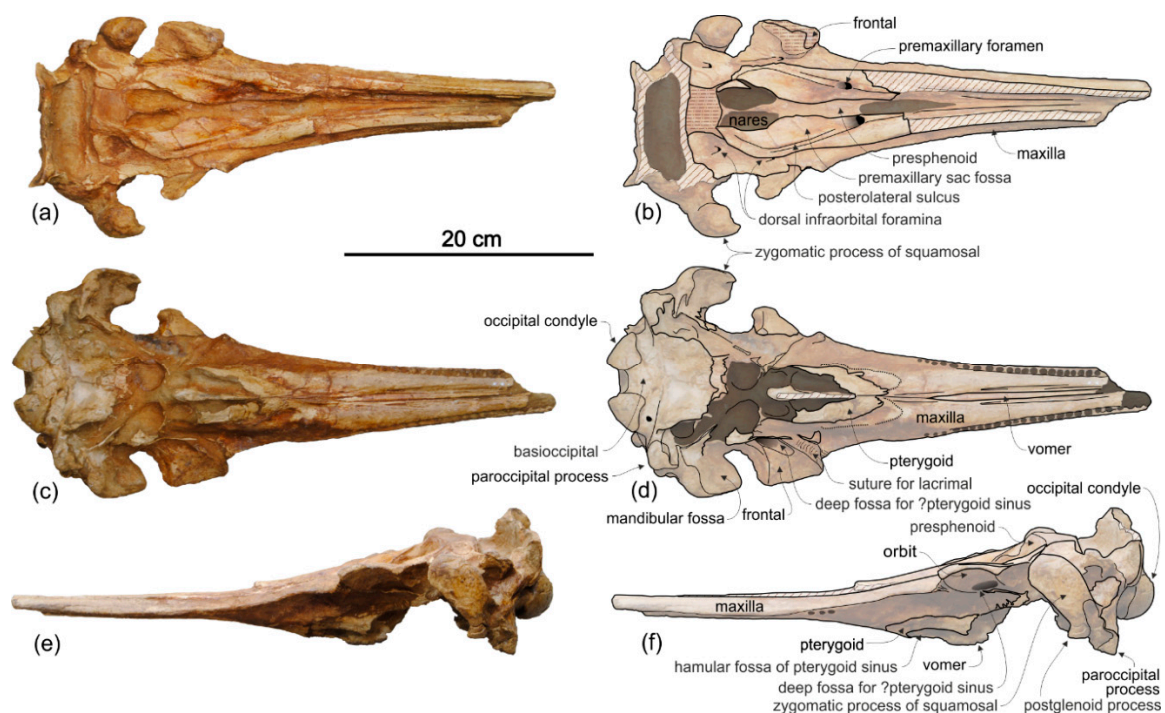 frontal
premaxillary foramen
nares
presphenoid
maxilla
premaxillary sac fossa
posterolateral sulcus
(a)
(b)
dorsal infraorbital foramina
20 cm
zygomatic process of squamosal
occipital condyle
maxilla
basioccipital
pterygoid
vomer
paroccipital process
suture for lacrimal
(c)
(d)
deep fossa for ?pterygoid sinus
occipital condyle
mandibular fossa
frontal
presphenoid
orbit
maxilla
(e)
(f)
pterygoid
hamular fossa of pterygoid sinus
vomer
paroccipital
process
deep fossa for ?pterygoid sinus
zygomatic process of squamosal
postglenoid process